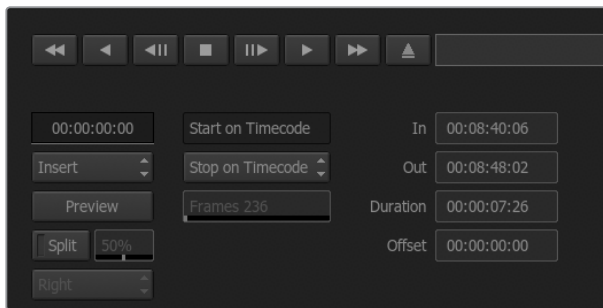 00:00:00:00 Start on Timecode In 00:08:40:06
Insert Stop on Timecode Out 00:08:48:02
Preview Frames 236 Duration 00:00:07:26
Split 50% Offset 00:00:00:00
Right